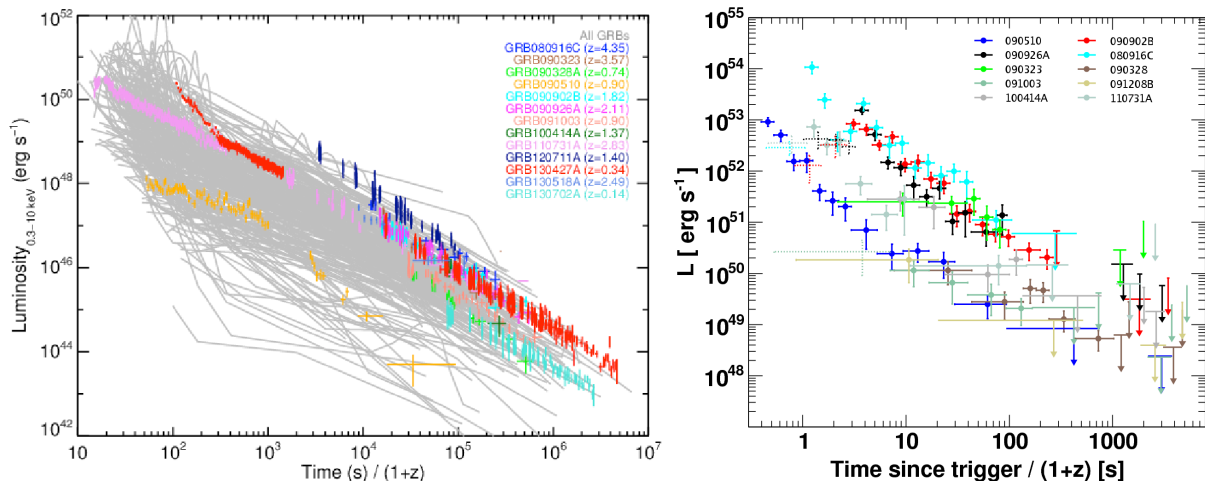 10^52
10^50
10^48
10^46
10^44
10^42
Luminosity_0.3–10 keV (erg s^-1)
All GRBs
GRB080916C (z=4.35)
GRB090323 (z=3.57)
GRB090328A (z=0.74)
GRB090510 (z=0.90)
GRB090902B (z=1.82)
GRB090926A (z=2.11)
GRB091003 (z=0.90)
GRB100414A (z=1.37)
GRB110731A (z=2.83)
GRB120711A (z=1.40)
GRB130427A (z=0.34)
GRB130518A (z=2.49)
GRB130702A (z=0.14)
10 10^2 10^3 10^4 10^5 10^6 10^7
Time (s) / (1+z)
10^55
10^54
10^53
10^52
10^51
10^50
10^49
10^48
L [ erg s^-1]
090510 090902B
090926A 080916C
090323 090328
091003 091208B
100414A 110731A
1 10 100 1000
Time since trigger / (1+z) [s]